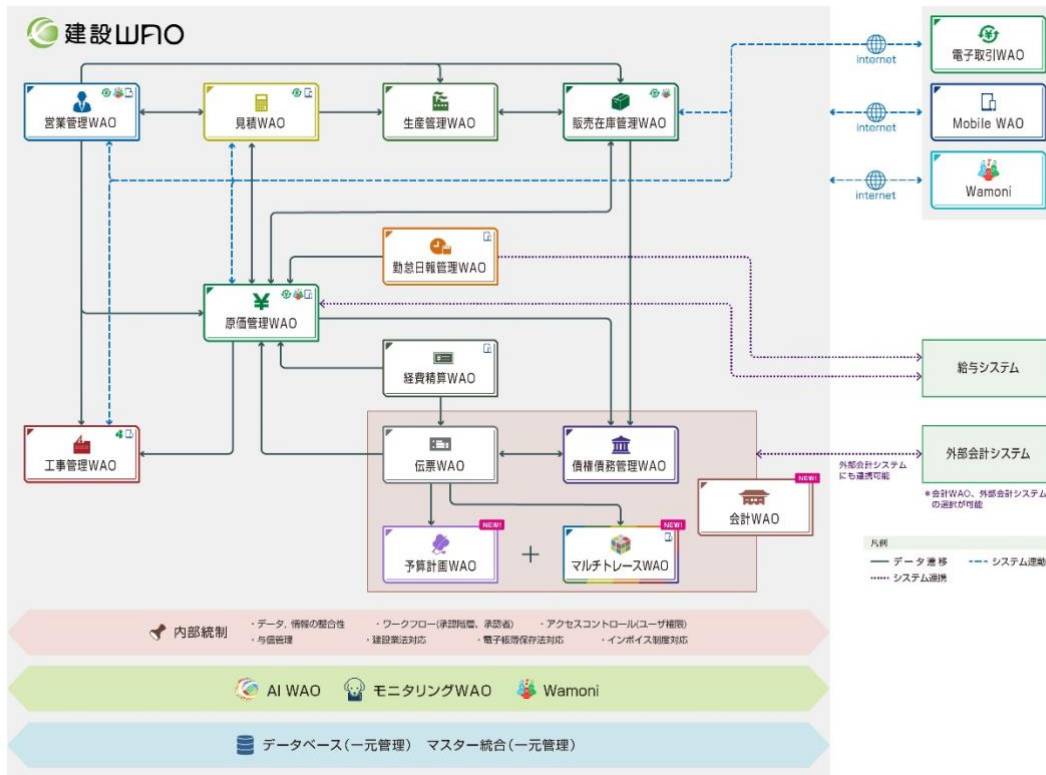 建設WAO
電子取引WAO
internet
営業管理WAO
見積WAO
生産管理WAO
販売在庫管理WAO
Mobile WAO
internet
Wamoni
internet
勤怠日報管理WAO
原価管理WAO
経費精算WAO
給与システム
工事管理WAO
伝票WAO
債権債務管理WAO
外部会計システム
外部会計システム
にも連携可能
NEW!
会計WAO
*会計WAO、外部会計システム
の選択が可能
NEW!
予算計画WAO
+
NEW!
マルチトレースWAO
凡例
データ遷移
システム連動
システム連携
内部統制
・データ、情報の整合性 ・ワークフロー(承認階層、承認者) ・アクセスコントロール(ユーザ権限)
・与信管理 ・建設業法対応 ・電子帳簿保存法対応 ・インボイス制度対応
AI WAO モニタリングWAO Wamoni
データベース(一元管理) マスター統合(一元管理)